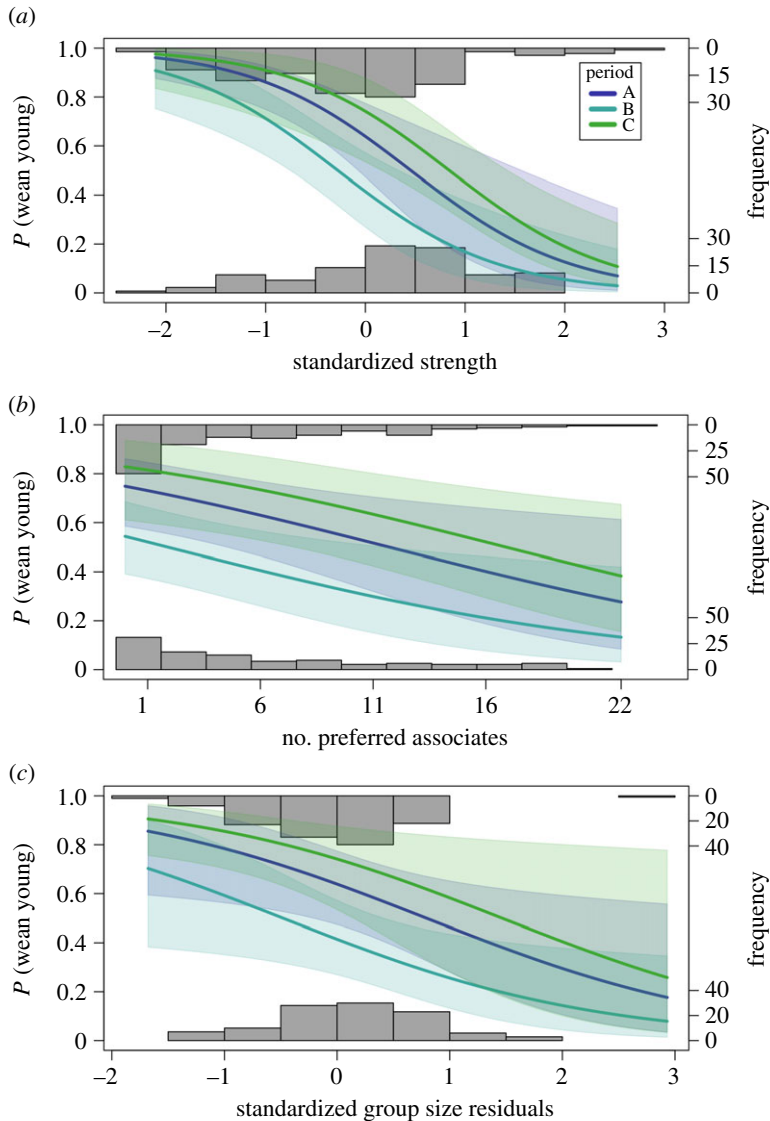 (a)
1.0
0.8
0.6
0.4
0.2
0
P (wean young)
0
15
30
30
15
0
frequency
period
A
B
C
–2 –1 0 1 2 3
standardized strength
(b)
1.0
0.8
0.6
0.4
0.2
0
P (wean young)
0
25
50
50
25
0
frequency
1 6 11 16 22
no. preferred associates
(c)
1.0
0.8
0.6
0.4
0.2
0
P (wean young)
0
20
40
40
20
0
frequency
–2 –1 0 1 2 3
standardized group size residuals